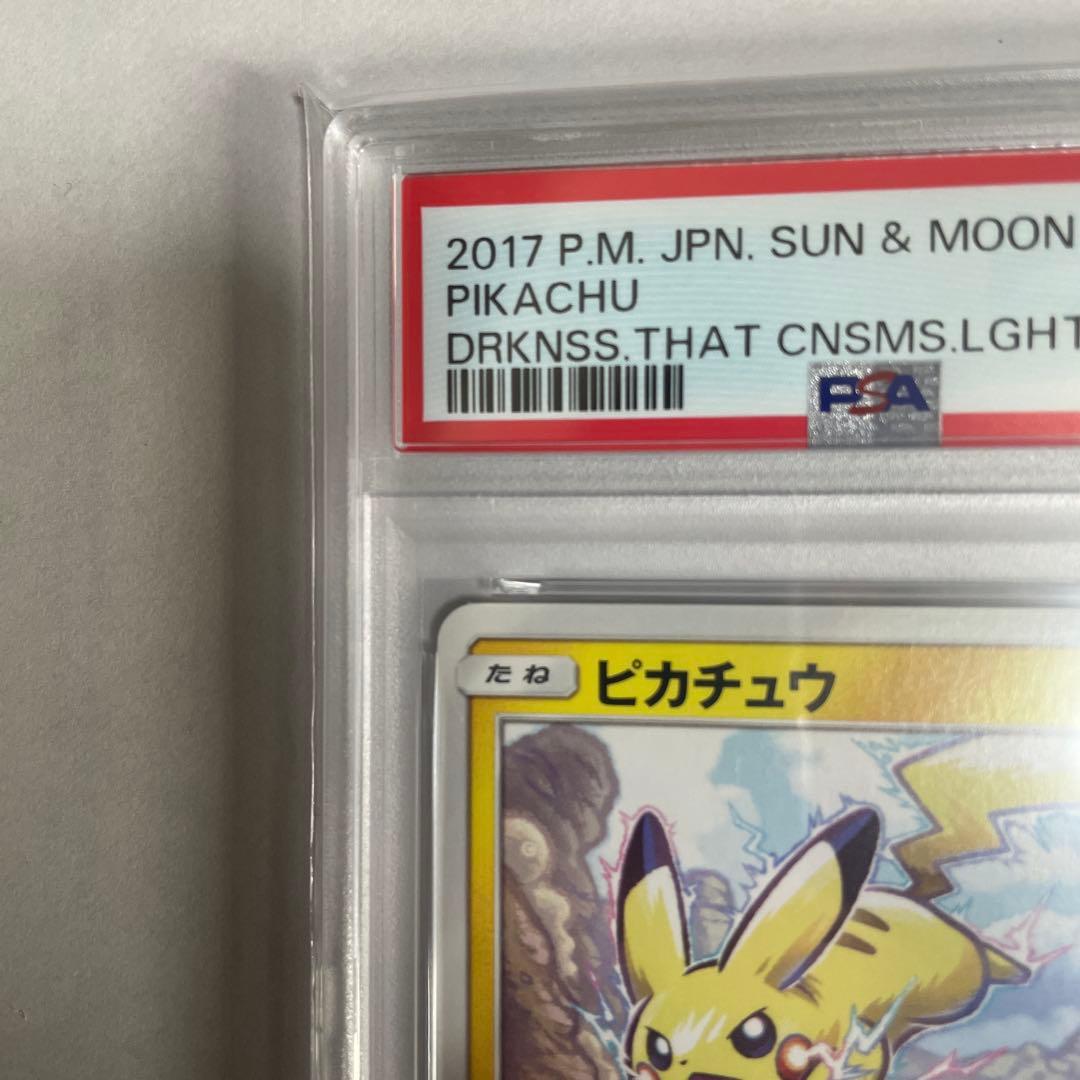 2017 P.M. JPN. SUN & MOON
PIKACHU
DRKNSS.THAT CNSMS.LGHT
PSA
たね ピカチュウ